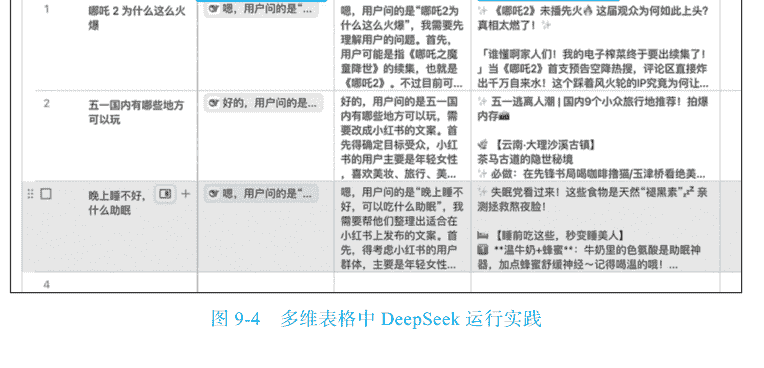 1
哪吒 2 为什么这么火
爆
嗯，用户问的是“...
嗯，用户问的是“哪吒2为
什么这么火爆”，我需要先
理解用户的问题。首先，
用户可能是指《哪吒之魔
童降世》的续集，也就是
《哪吒2》。不过目前可...
✨ 《哪吒2》未播先火🔥 这届观众为何如此上头？
真相太燃了！✨
「谁懂啊家人们！我的电子榨菜终于要出续集了！
」当《哪吒2》首支预告空降热搜，评论区直接炸
出千万自来水！这个踩着风火轮的IP究竟为何让...
2
五一国内有哪些地方
可以玩
好的，用户问的是...
好的，用户问的是五一国
内有哪些地方可以玩，需
要改成小红书的文案。首
先得确定目标受众，小红
书的用户主要是年轻女性
，喜欢美妆、旅行、美...
✨ 五一逃离人潮 | 国内9个小众旅行地推荐！拍爆
内存📷
🌿 【云南·大理沙溪古镇】
茶马古道的隐世秘境
✨ 必做：在先锋书局喝咖啡撸猫/玉津桥看绝美...
晚上睡不好，
什么助眠
嗯，用户问的是“...
嗯，用户问的是“晚上睡不
好，可以吃什么助眠”，我
需要帮他们整理出适合在
小红书上发布的文案。首
先，得考虑小红书的用户
群体，主要是年轻女性...
✨ 失眠党看过来！这些食物是天然“褪黑素”💤 亲
测拯救熬夜脸！
🛏 【睡前吃这些，秒变睡美人】
**温牛奶+蜂蜜**：牛奶里的色氨酸是助眠神
器，加点蜂蜜舒缓神经～记得喝温的哦！...
4
图 9-4 多维表格中 DeepSeek 运行实践